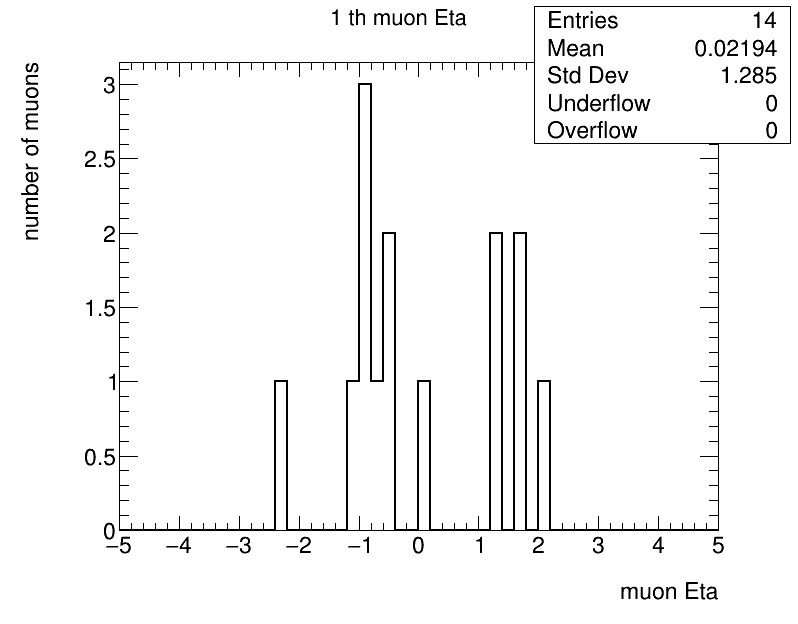 1 th muon Eta
Entries 14
Mean 0.02194
Std Dev 1.285
Underflow 0
Overflow 0
number of muons
3
2.5
2
1.5
1
0.5
0
−5 −4 −3 −2 −1 0 1 2 3 4 5
muon Eta